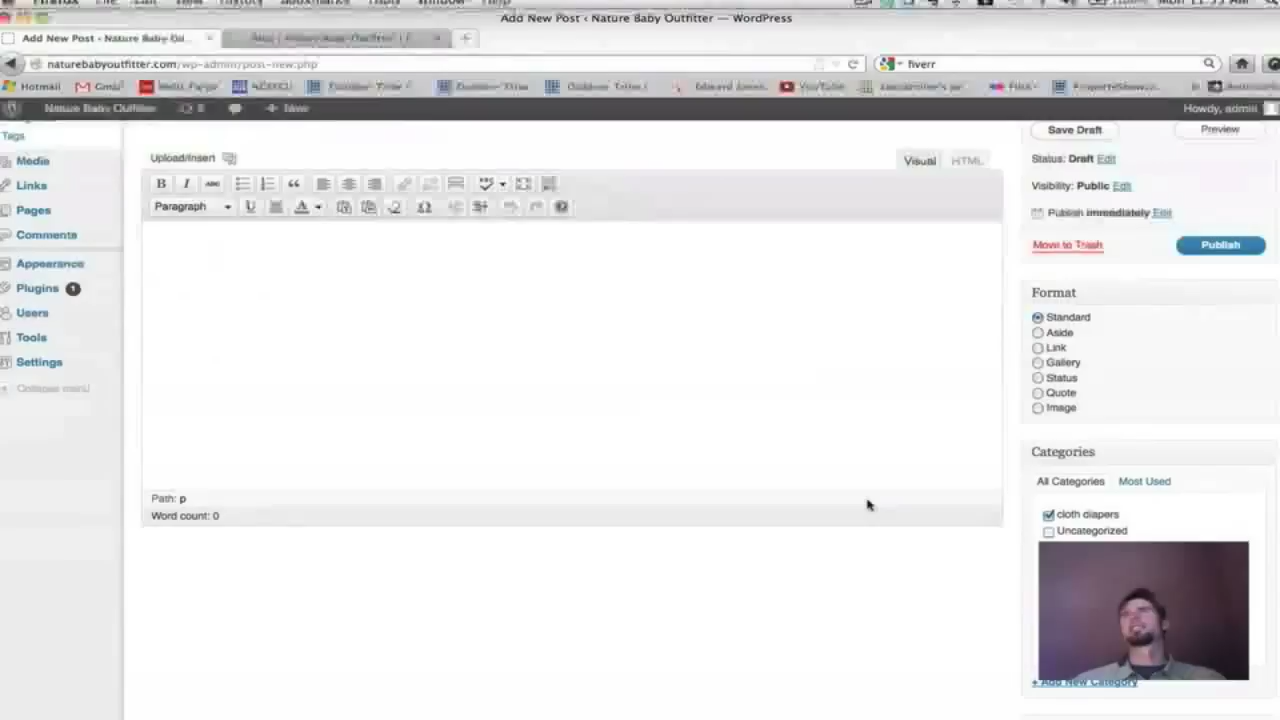 Add New Post ‹ Nature Baby Outfitter — WordPress
Add New Post ‹ Nature Baby Ou...
naturebabyoutfitter.com/wp-admin/post-new.php
fiverr
Hotmail
Gmail
YouTube
Nature Baby Outfitter
New
Howdy, admin
Tags
Media
Links
Pages
Comments
Appearance
Plugins 1
Users
Tools
Settings
Collapse menu
Upload/Insert
Visual
HTML
B I ABC
Paragraph
Path: p
Word count: 0
Save Draft
Preview
Status: Draft Edit
Visibility: Public Edit
Publish immediately Edit
Move to Trash
Publish
Format
Standard
Aside
Link
Gallery
Status
Quote
Image
Categories
All Categories
Most Used
cloth diapers
Uncategorized
+ Add New Category